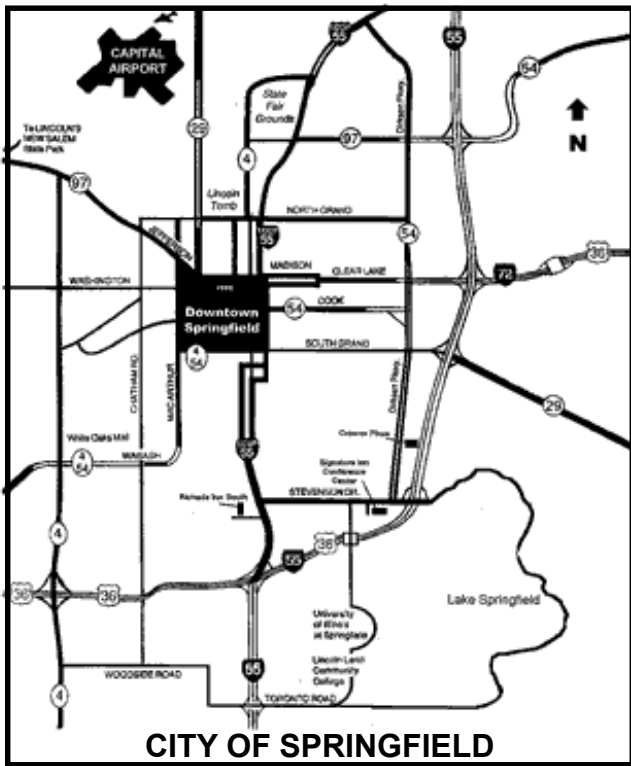 55
55
CAPITAL
AIRPORT
54
State
Fair
Grounds
Dirksen Pkwy.
N
To LINCOLN'S
NEW SALEM
State Park
29
97
4
97
Lincoln
Tomb
NORTH GRAND
JEFFERSON
55
54
36
MADISON
CLEAR LAKE
72
WASHINGTON
Downtown
Springfield
54
COOK
4
54
SOUTH GRAND
CHATHAM RD.
MACARTHUR
Dirksen Pkwy.
29
White Oaks Mall
WABASH
4
54
55
Signature Inn
Conference
Center
STEVENSON DR.
Ramada Inn South
4
36
55
36
36
Lake Springfield
University
of Illinois
at Springfield
Lincoln Land
Community
College
WOODSIDE ROAD
55
4
TORONTO ROAD
CITY OF SPRINGFIELD